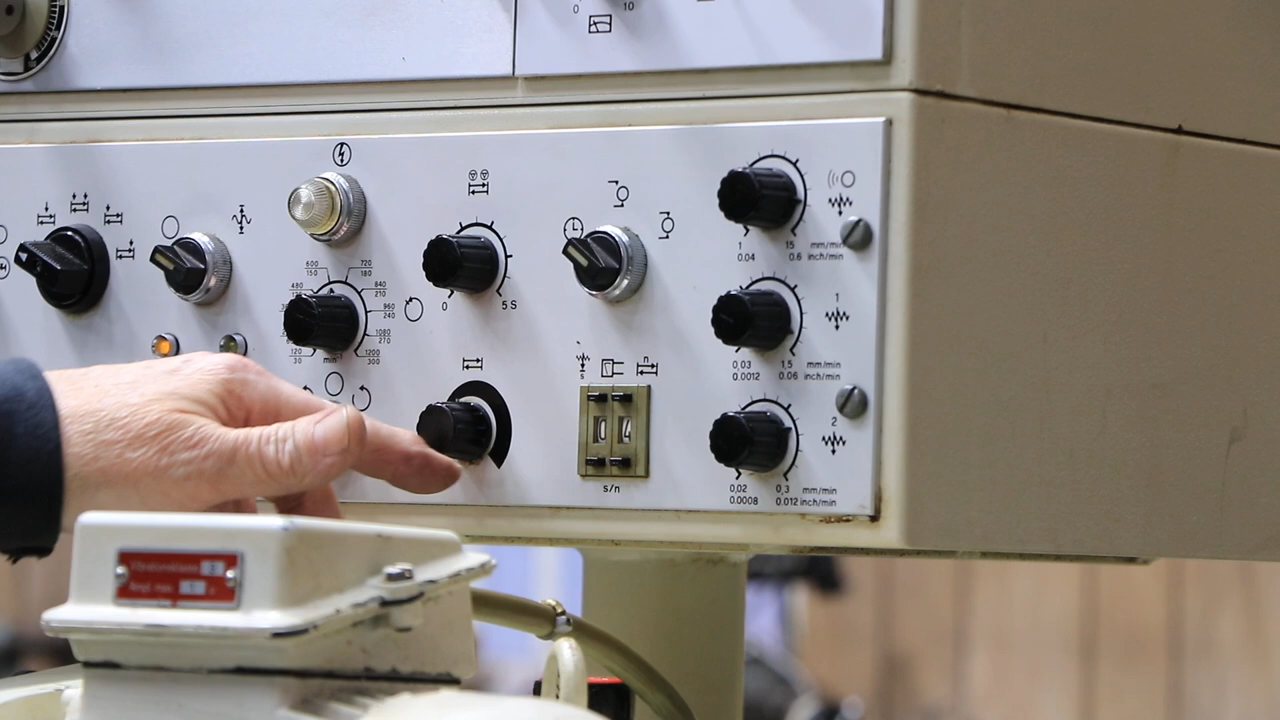 0 10
600 720
150 180
480 840
210
960
240
1080
270
120 1200
30 min 300
0 5 S
1 15 mm/min
0.04 0.6 inch/min
1
0,03 1,5 mm/min
0.0012 0.06 inch/min
s n
0 4
s/n
2
0,02 0,3 mm/min
0.0008 0.012 inch/min